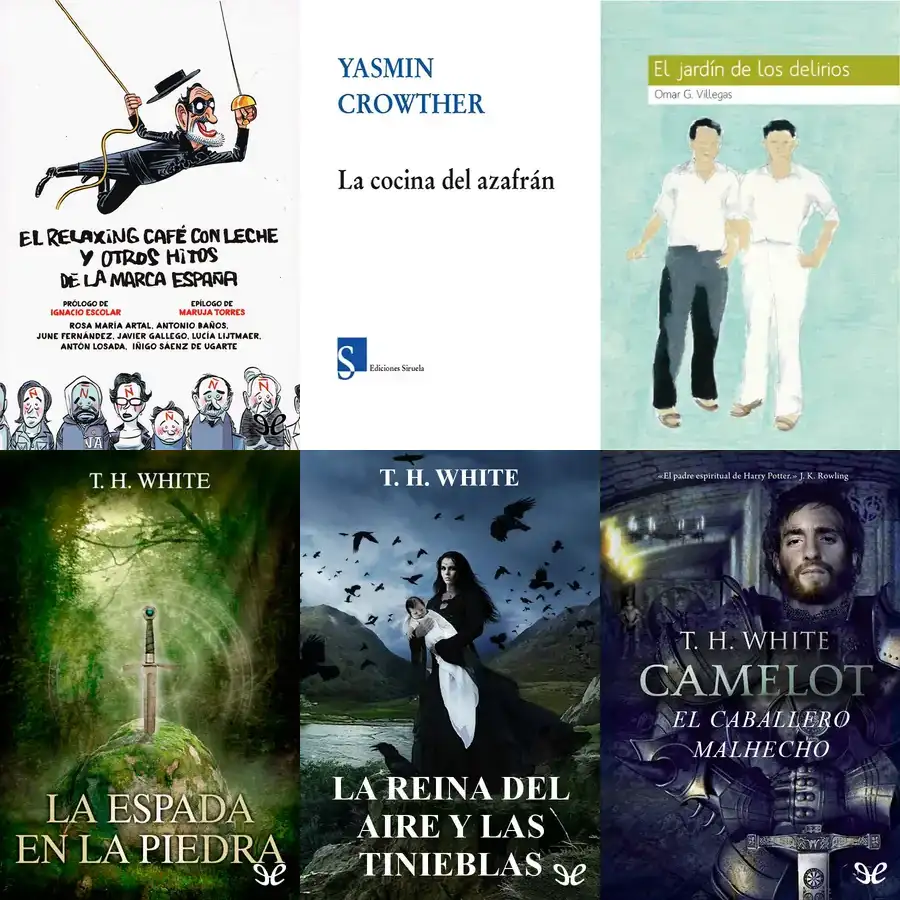 EL RELAXING CAFÉ CON LECHE
Y OTROS HITOS
DE LA MARCA ESPAÑA
PRÓLOGO DE
IGNACIO ESCOLAR
EPÍLOGO DE
MARUJA TORRES
ROSA MARÍA ARTAL, ANTONIO BAÑOS,
JUNE FERNÁNDEZ, JAVIER GALLEGO, LUCÍA LIJTMAER,
ANTÓN LOSADA, IÑIGO SÁENZ DE UGARTE
Ñ Ñ Ñ Ñ Ñ Ñ
YASMIN
CROWTHER
La cocina del azafrán
S
Ediciones Siruela
El jardín de los delirios
Omar G. Villegas
T. H. WHITE
LA ESPADA
EN LA PIEDRA
T. H. WHITE
LA REINA DEL
AIRE Y LAS
TINIEBLAS
«El padre espiritual de Harry Potter.» J. K. Rowling
T. H. WHITE
CAMELOT
EL CABALLERO
MALHECHO